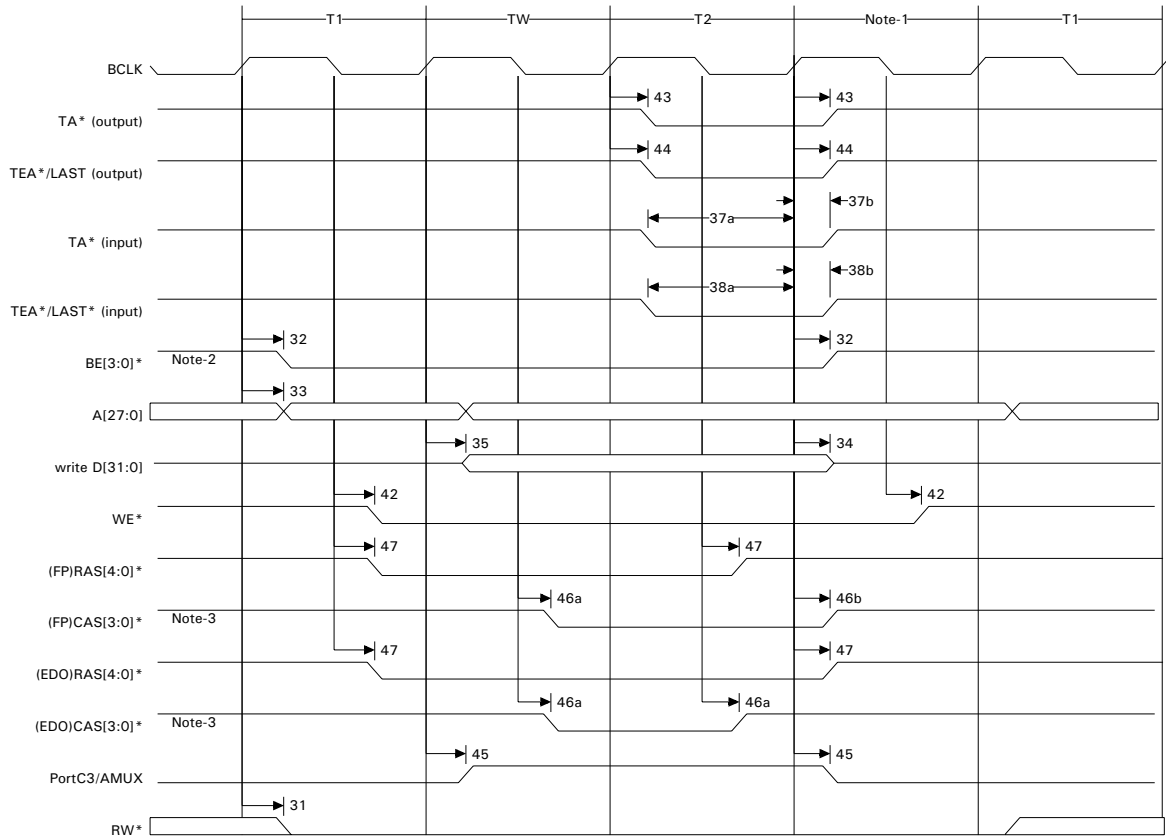 T1 TW T2 Note-1 T1
BCLK
43 43
TA* (output)
44 44
TEA*/LAST (output)
37b
37a
TA* (input)
38b
38a
TEA*/LAST* (input)
32 32
BE[3:0]* Note-2
33
A[27:0]
35 34
write D[31:0]
42 42
WE*
47 47
(FP)RAS[4:0]*
46a 46b
(FP)CAS[3:0]* Note-3
47 47
(EDO)RAS[4:0]*
46a 46a
(EDO)CAS[3:0]* Note-3
45 45
PortC3/AMUX
31
RW*